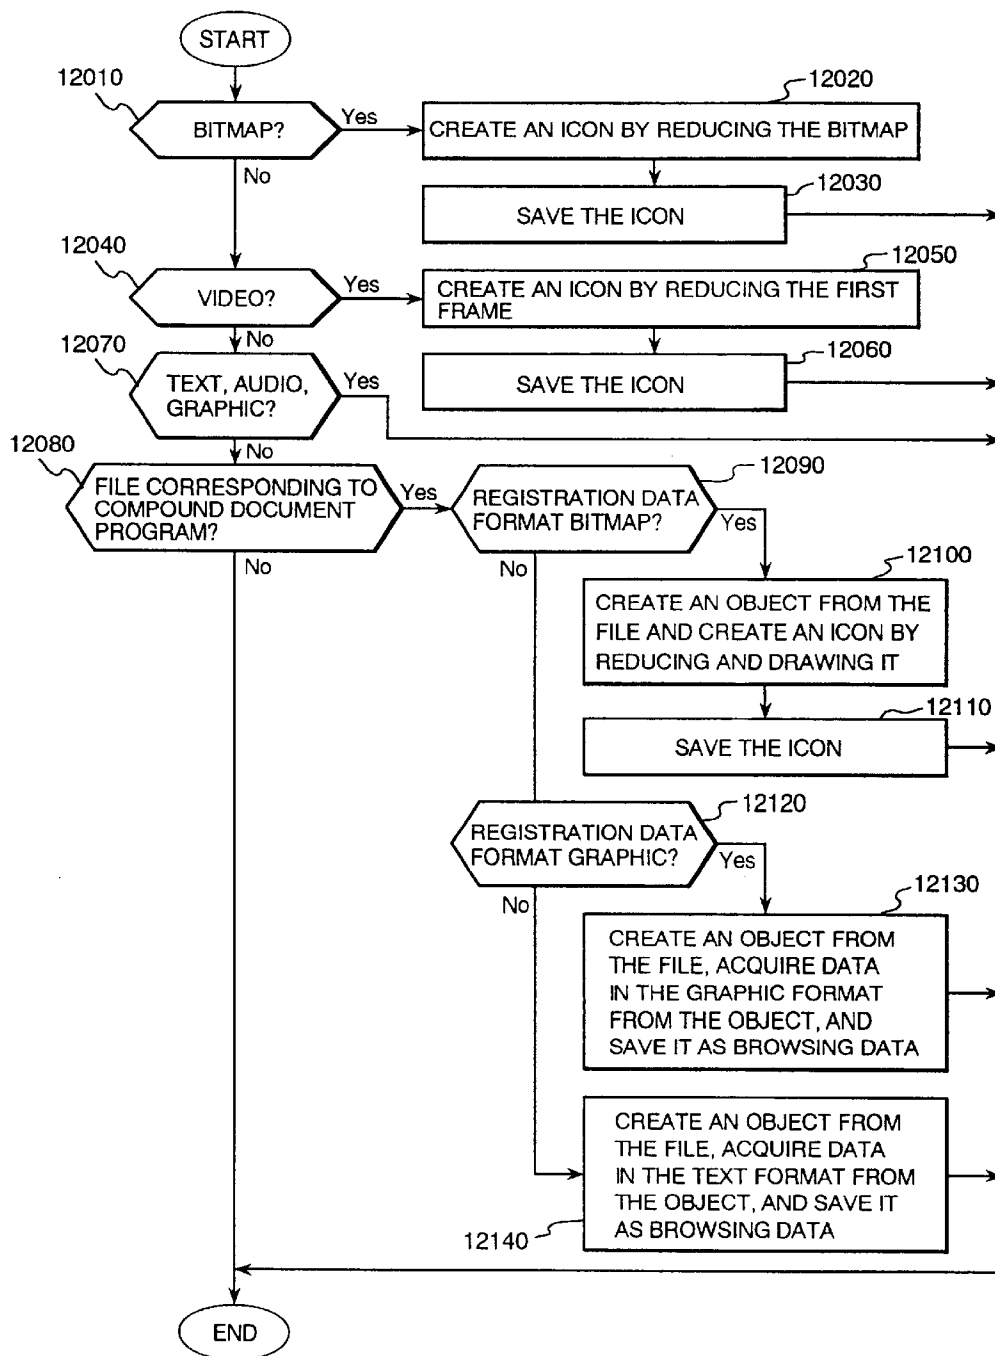 START
12010
BITMAP?
Yes
No
12020
CREATE AN ICON BY REDUCING THE BITMAP
12030
SAVE THE ICON
12040
VIDEO?
Yes
No
12050
CREATE AN ICON BY REDUCING THE FIRST
FRAME
12060
SAVE THE ICON
12070
TEXT, AUDIO,
GRAPHIC?
Yes
No
12080
FILE CORRESPONDING TO
COMPOUND DOCUMENT
PROGRAM?
Yes
No
12090
REGISTRATION DATA
FORMAT BITMAP?
Yes
No
12100
CREATE AN OBJECT FROM THE
FILE AND CREATE AN ICON BY
REDUCING AND DRAWING IT
12110
SAVE THE ICON
12120
REGISTRATION DATA
FORMAT GRAPHIC?
Yes
No
12130
CREATE AN OBJECT FROM
THE FILE, ACQUIRE DATA
IN THE GRAPHIC FORMAT
FROM THE OBJECT, AND
SAVE IT AS BROWSING DATA
CREATE AN OBJECT FROM
THE FILE, ACQUIRE DATA
IN THE TEXT FORMAT FROM
THE OBJECT, AND SAVE IT
AS BROWSING DATA
12140
END